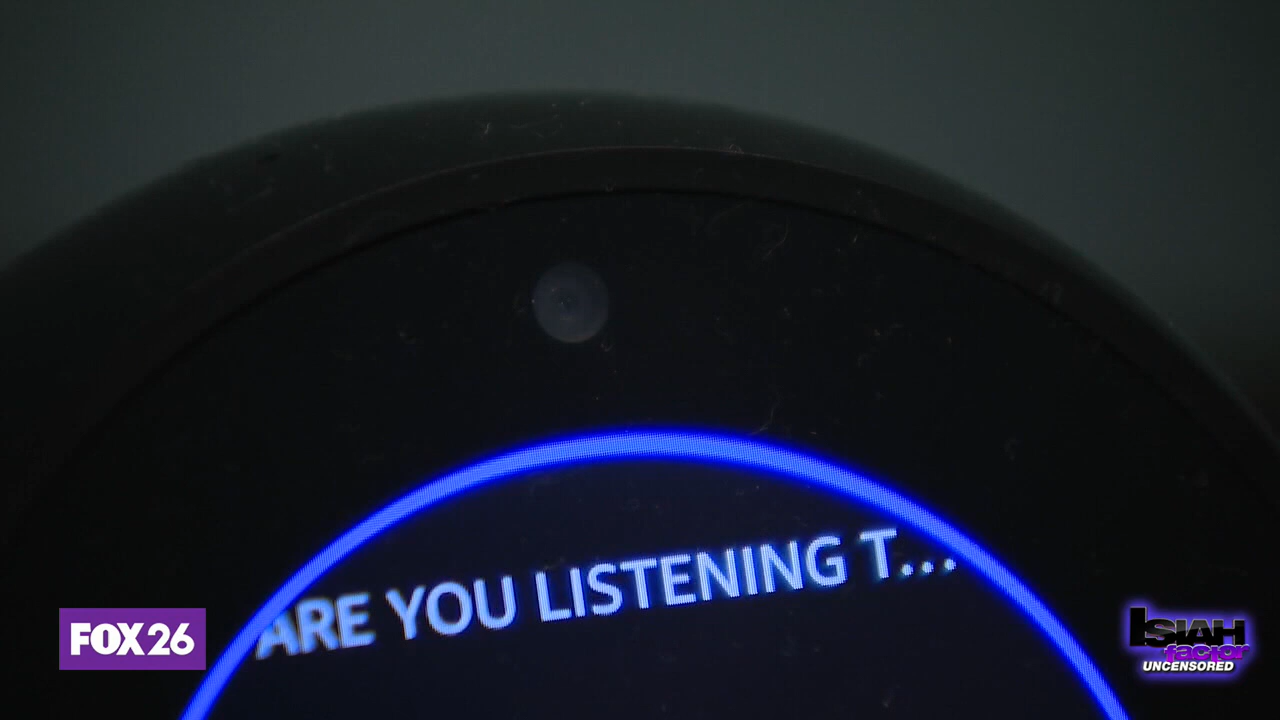 ARE YOU LISTENING T...
FOX 26
ISIAH
factor
UNCENSORED